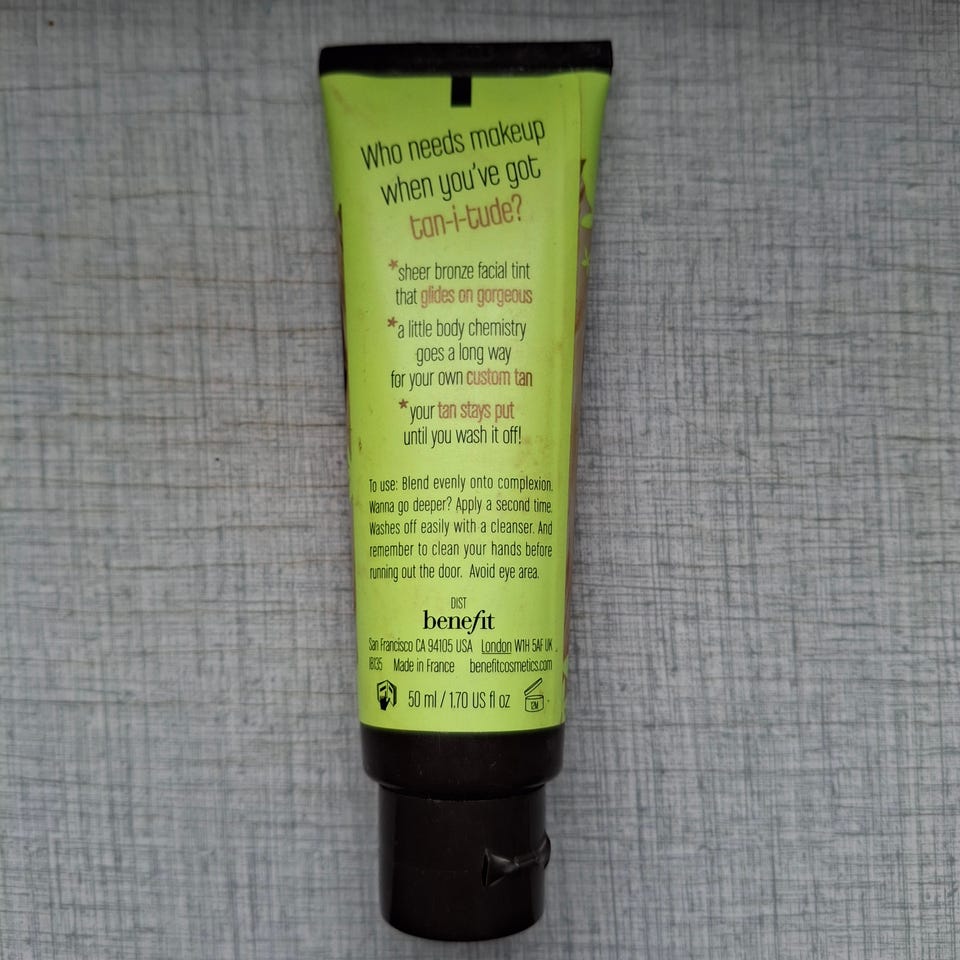 Who needs makeup
when you've got
tan-i-tude?
*sheer bronze facial tint
that glides on gorgeous
*a little body chemistry
goes a long way
for your own custom tan
*your tan stays put
until you wash it off!
To use: Blend evenly onto complexion.
Wanna go deeper? Apply a second time.
Washes off easily with a cleanser. And
remember to clean your hands before
running out the door. Avoid eye area.
DIST
benefit
San Francisco CA 94105 USA London W1H 5AF UK
IB135 Made in France benefitcosmetics.com
50 ml / 1.70 US fl oz 12M